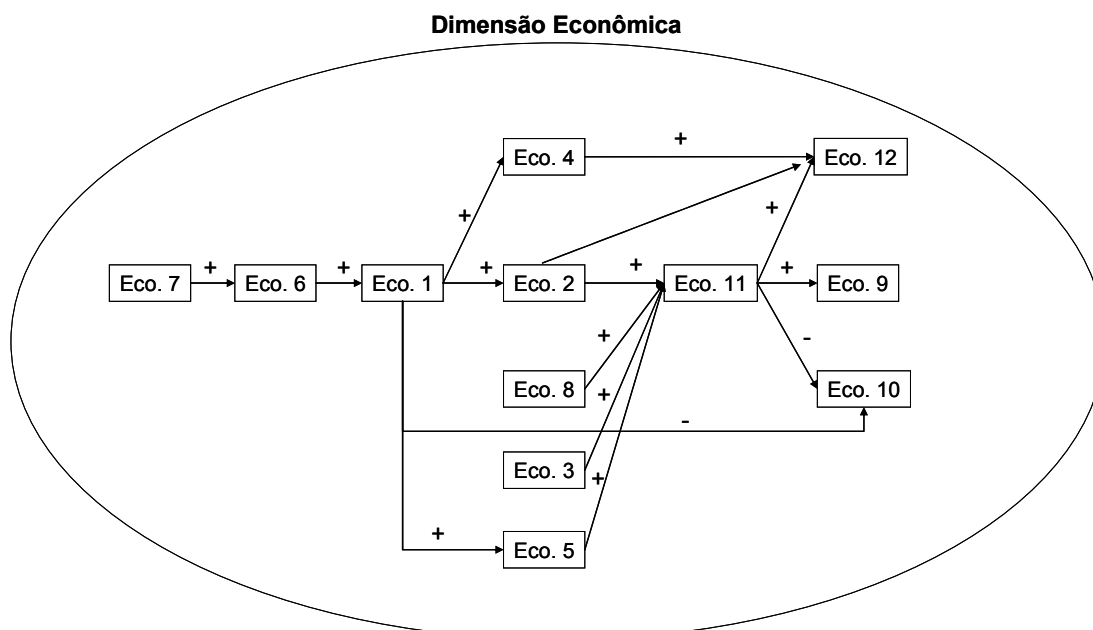 Dimensão Econômica
+
Eco. 4
Eco. 12
+
+
Eco. 7
+
Eco. 6
+
Eco. 1
+
Eco. 2
+
Eco. 11
+
Eco. 9
+
-
Eco. 8
+
Eco. 10
-
Eco. 3
+
+
Eco. 5